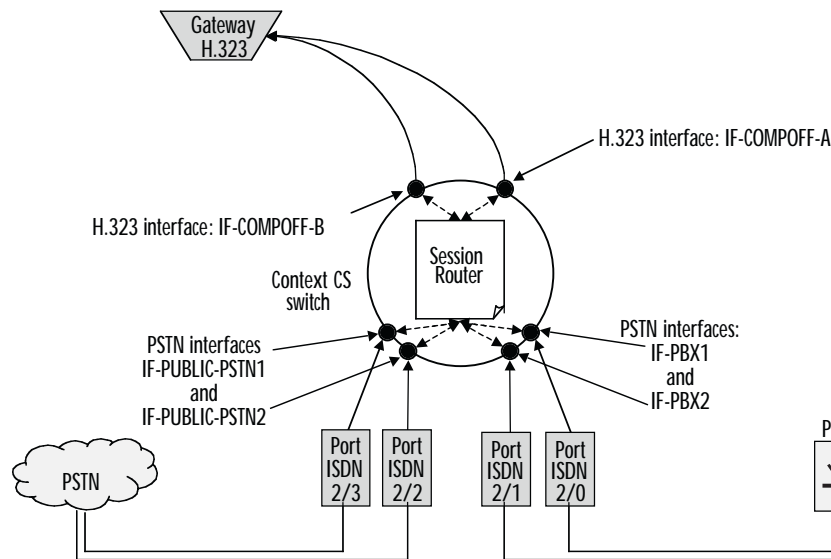 Gateway
H.323
H.323 interface: IF-COMPOFF-A
H.323 interface: IF-COMPOFF-B
Session
Router
Context CS
switch
PSTN interfaces
IF-PUBLIC-PSTN1
and
IF-PUBLIC-PSTN2
PSTN interfaces:
IF-PBX1
and
IF-PBX2
PSTN
Port
ISDN
2/3
Port
ISDN
2/2
Port
ISDN
2/1
Port
ISDN
2/0
P